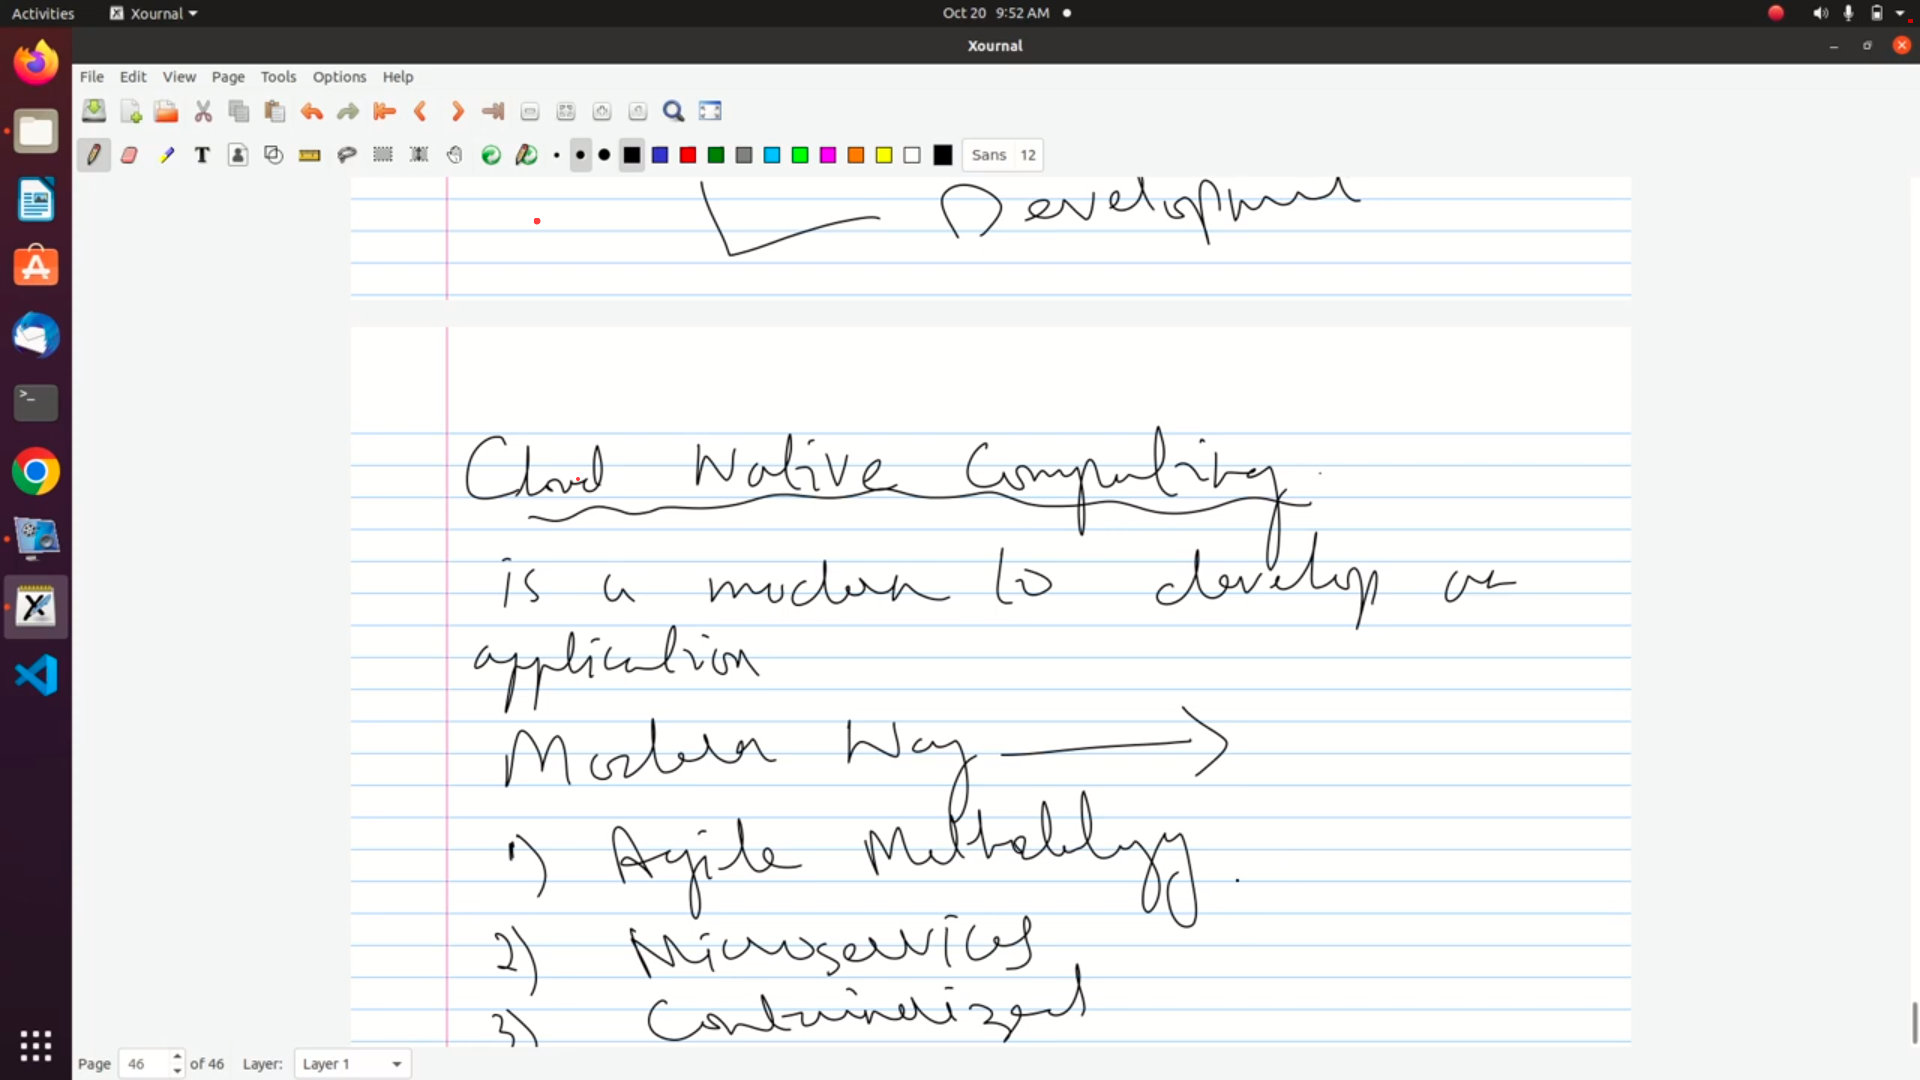 Activities Xournal Oct 20 9:52 AM
Xournal
File Edit View Page Tools Options Help
T Sans 12
Development
Cloud Native Computing
is a modern to develop an
application
Modern Way
1) Agile Methodology.
2) Microservices
3) Containerized
Page 46 of 46 Layer: Layer 1